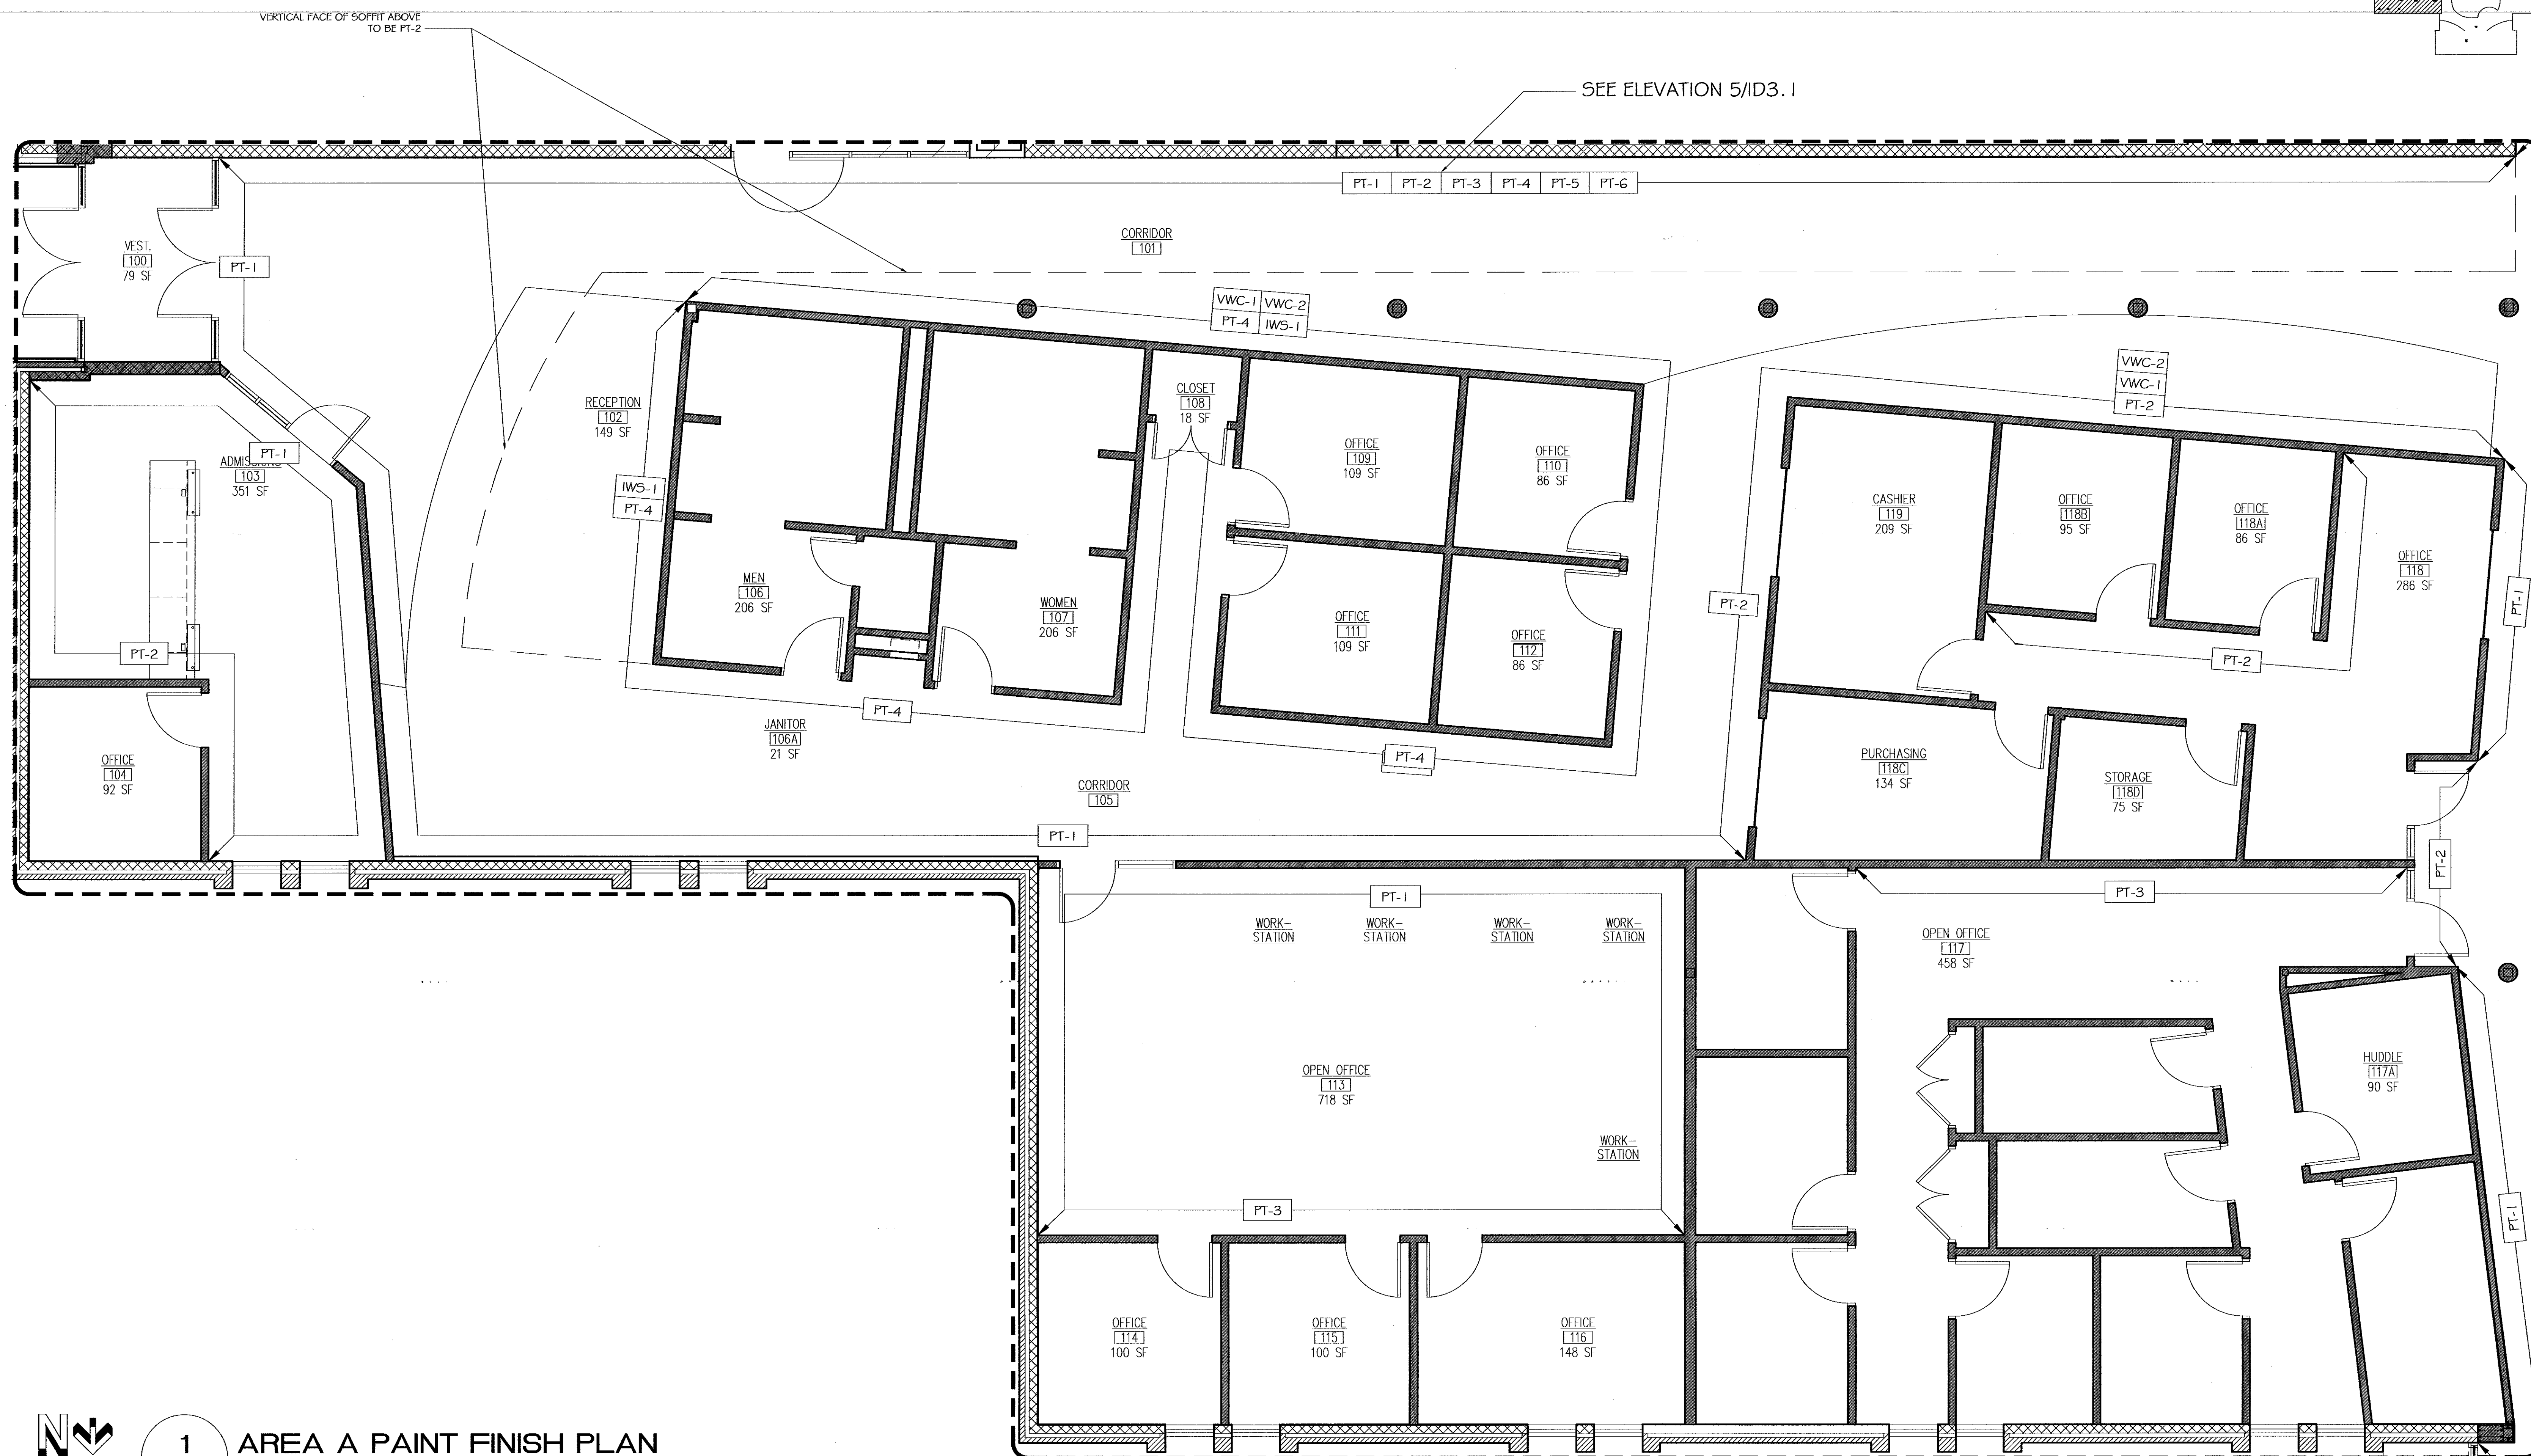 VERTICAL FACE OF SOFFIT ABOVE
TO BE PT-2
SEE ELEVATION 5/ID3.1
PT-1 PT-2 PT-3 PT-4 PT-5 PT-6
VEST.
100
79 SF
PT-1
CORRIDOR
101
VWC-1 VWC-2
PT-4 IWS-1
VWC-2
VWC-1
PT-2
RECEPTION
102
149 SF
CLOSET
108
18 SF
OFFICE
109
109 SF
OFFICE
110
86 SF
PT-1
103
351 SF
IWS-1
PT-4
CASHIER
119
209 SF
OFFICE
118B
95 SF
OFFICE
118A
86 SF
OFFICE
118
286 SF
PT-1
MEN
106
206 SF
WOMEN
107
206 SF
OFFICE
111
109 SF
OFFICE
112
86 SF
PT-2
PT-2
PT-2
PT-4
JANITOR
106A
21 SF
PT-4
OFFICE
104
92 SF
CORRIDOR
105
PURCHASING
118C
134 SF
STORAGE
118D
75 SF
PT-1
PT-2
PT-1
PT-3
WORK-
STATION
WORK-
STATION
WORK-
STATION
WORK-
STATION
OPEN OFFICE
117
458 SF
OPEN OFFICE
113
718 SF
HUDDLE
117A
90 SF
WORK-
STATION
PT-3
PT-1
OFFICE
114
100 SF
OFFICE
115
100 SF
OFFICE
116
148 SF
N
1
AREA A PAINT FINISH PLAN